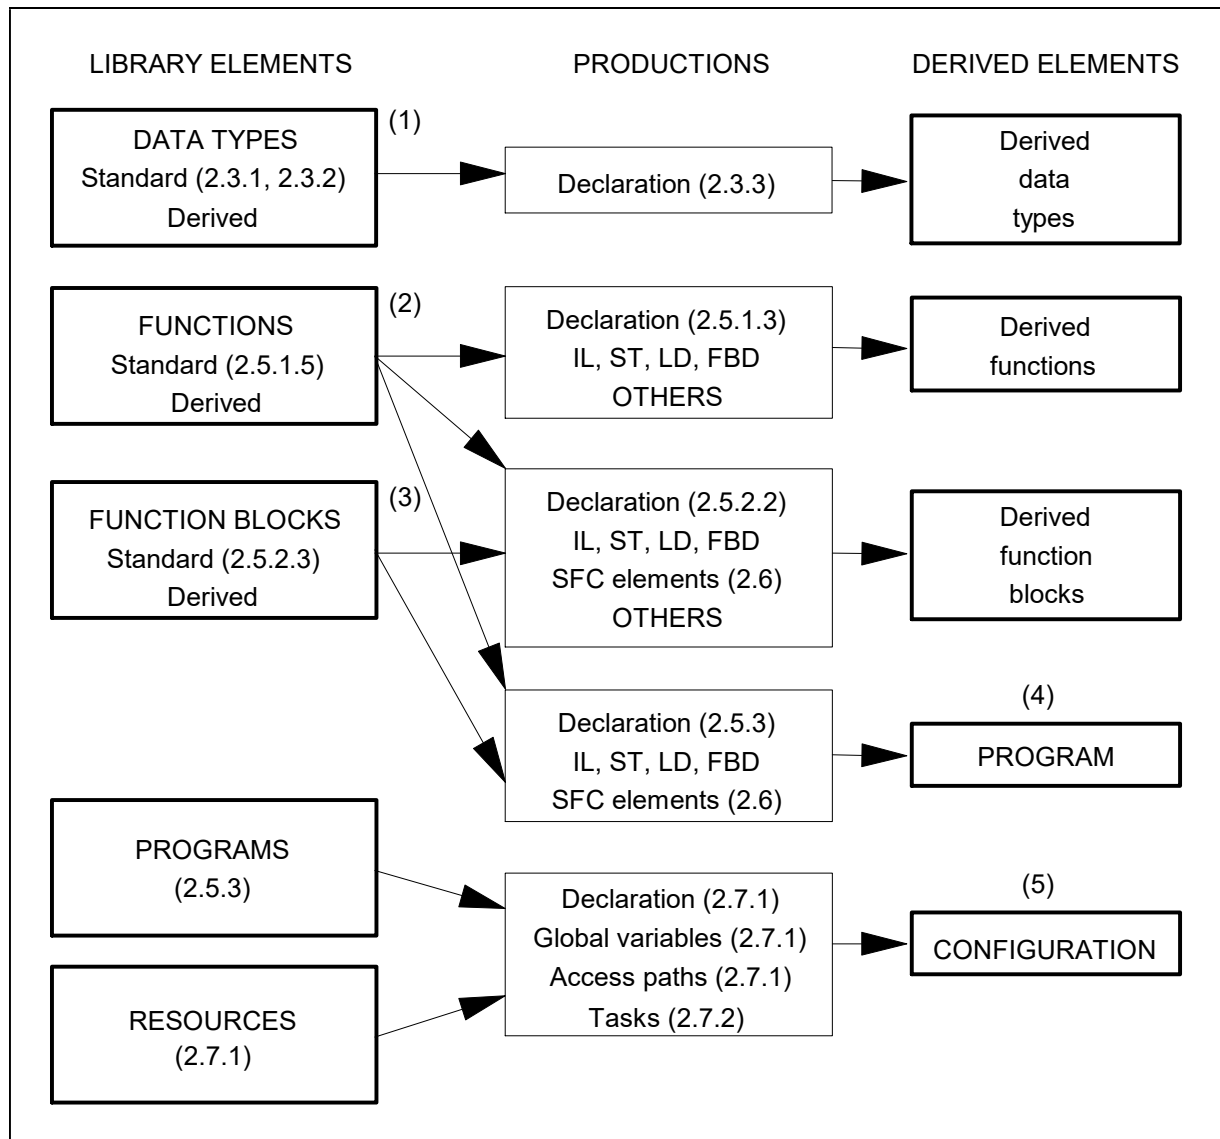 LIBRARY ELEMENTS
PRODUCTIONS
DERIVED ELEMENTS
(1)
DATA TYPES
Standard (2.3.1, 2.3.2)
Derived
Declaration (2.3.3)
Derived
data
types
(2)
FUNCTIONS
Standard (2.5.1.5)
Derived
Declaration (2.5.1.3)
IL, ST, LD, FBD
OTHERS
Derived
functions
(3)
FUNCTION BLOCKS
Standard (2.5.2.3)
Derived
Declaration (2.5.2.2)
IL, ST, LD, FBD
SFC elements (2.6)
OTHERS
Derived
function
blocks
Declaration (2.5.3)
IL, ST, LD, FBD
SFC elements (2.6)
(4)
PROGRAM
PROGRAMS
(2.5.3)
RESOURCES
(2.7.1)
Declaration (2.7.1)
Global variables (2.7.1)
Access paths (2.7.1)
Tasks (2.7.2)
(5)
CONFIGURATION